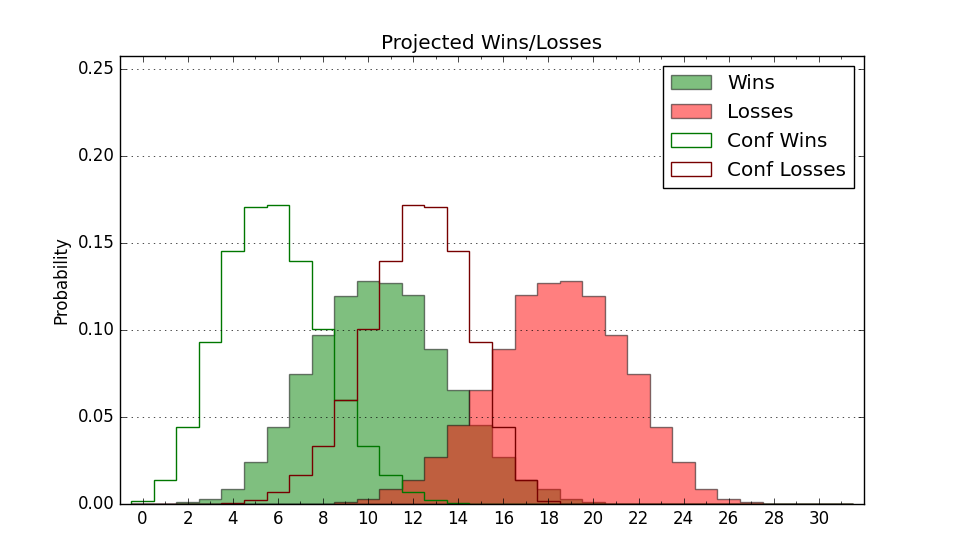 Projected Wins/Losses
0.25
0.20
0.15
0.10
0.05
0.00
Probability
Wins
Losses
Conf Wins
Conf Losses
0 2 4 6 8 10 12 14 16 18 20 22 24 26 28 30